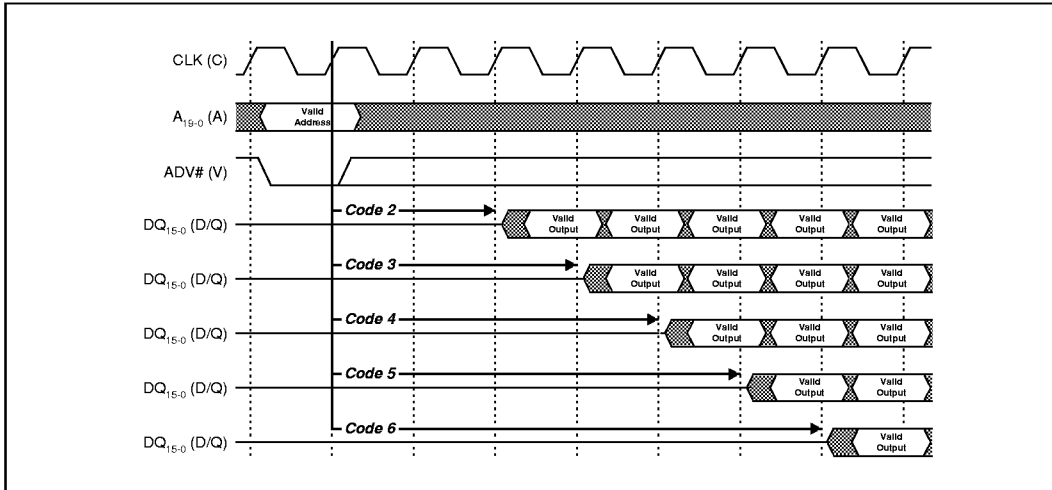 CLK (C)
A19-0 (A)
Valid
Address
ADV# (V)
Code 2
DQ15-0 (D/Q)
Valid
Output
Valid
Output
Valid
Output
Valid
Output
Valid
Output
Code 3
DQ15-0 (D/Q)
Valid
Output
Valid
Output
Valid
Output
Valid
Output
Code 4
DQ15-0 (D/Q)
Valid
Output
Valid
Output
Valid
Output
Code 5
DQ15-0 (D/Q)
Valid
Output
Valid
Output
Code 6
DQ15-0 (D/Q)
Valid
Output